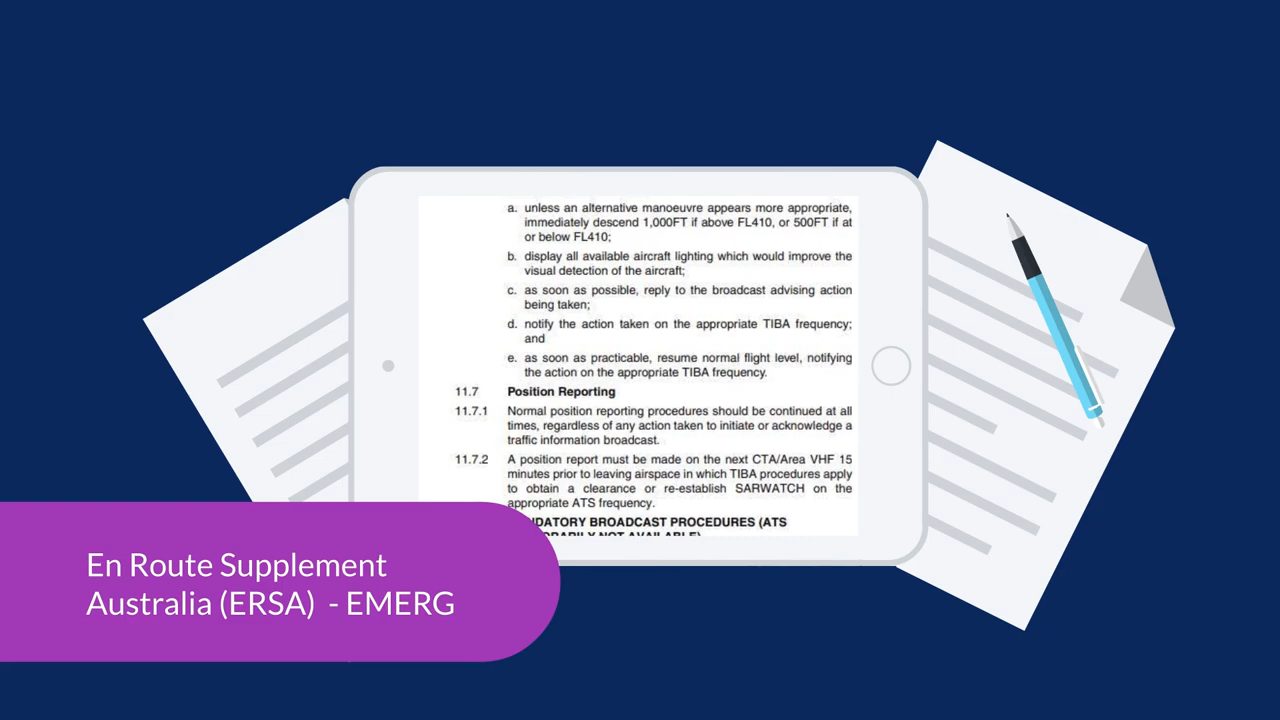 a. unless an alternative manoeuvre appears more appropriate,
immediately descend 1,000FT if above FL410, or 500FT if at
or below FL410;
b. display all available aircraft lighting which would improve the
visual detection of the aircraft;
c. as soon as possible, reply to the broadcast advising action
being taken;
d. notify the action taken on the appropriate TIBA frequency;
and
e. as soon as practicable, resume normal flight level, notifying
the action on the appropriate TIBA frequency.
11.7 Position Reporting
11.7.1 Normal position reporting procedures should be continued at all
times, regardless of any action taken to initiate or acknowledge a
traffic information broadcast.
11.7.2 A position report must be made on the next CTA/Area VHF 15
minutes prior to leaving airspace in which TIBA procedures apply
to obtain a clearance or re-establish SARWATCH on the
appropriate ATS frequency.
BROADCAST PROCEDURES (ATS
NOT AVAILABLE)
En Route Supplement
Australia (ERSA) - EMERG